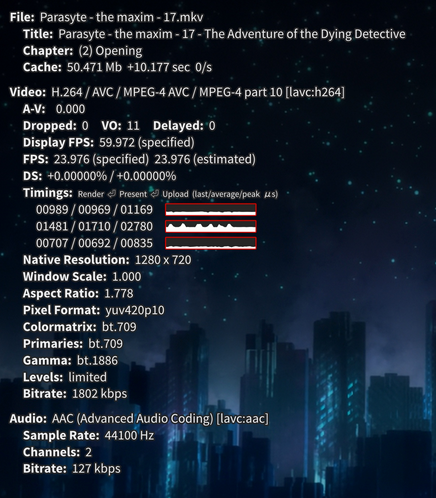 File: Parasyte - the maxim - 17.mkv
Title: Parasyte - the maxim - 17 - The Adventure of the Dying Detective
Chapter: (2) Opening
Cache: 50.471 Mb +10.177 sec 0/s
Video: H.264 / AVC / MPEG-4 AVC / MPEG-4 part 10 [lavc:h264]
A-V: 0.000
Dropped: 0 VO: 11 Delayed: 0
Display FPS: 59.972 (specified)
FPS: 23.976 (specified) 23.976 (estimated)
DS: +0.00000% / +0.00000%
Timings: Render ⏎ Present ⏎ Upload (last/average/peak μs)
00989 / 00969 / 01169
01481 / 01710 / 02780
00707 / 00692 / 00835
Native Resolution: 1280 x 720
Window Scale: 1.000
Aspect Ratio: 1.778
Pixel Format: yuv420p10
Colormatrix: bt.709
Primaries: bt.709
Gamma: bt.1886
Levels: limited
Bitrate: 1802 kbps
Audio: AAC (Advanced Audio Coding) [lavc:aac]
Sample Rate: 44100 Hz
Channels: 2
Bitrate: 127 kbps